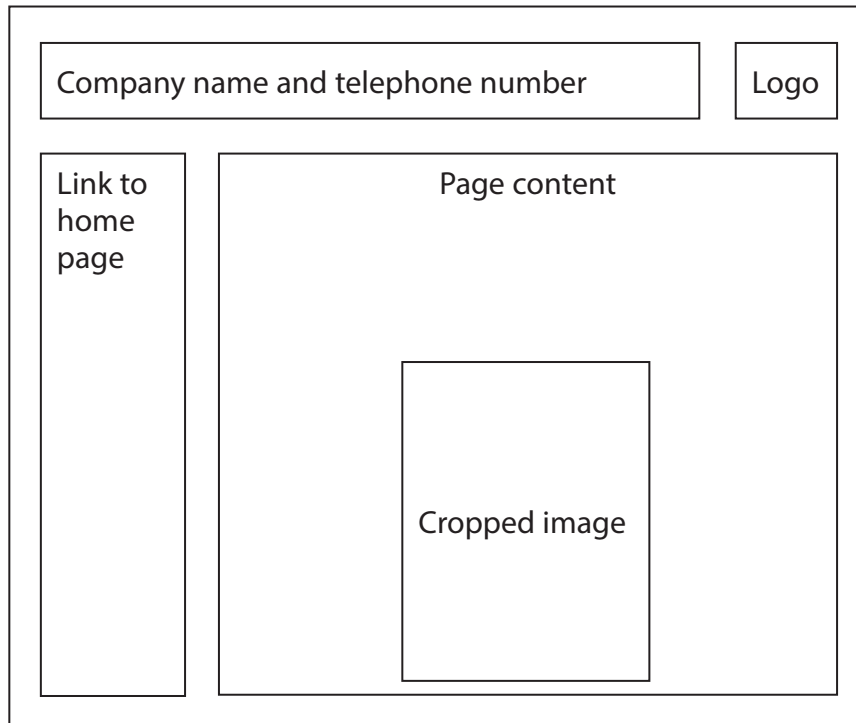 Company name and telephone number
Logo
Link to
home
page
Page content
Cropped image